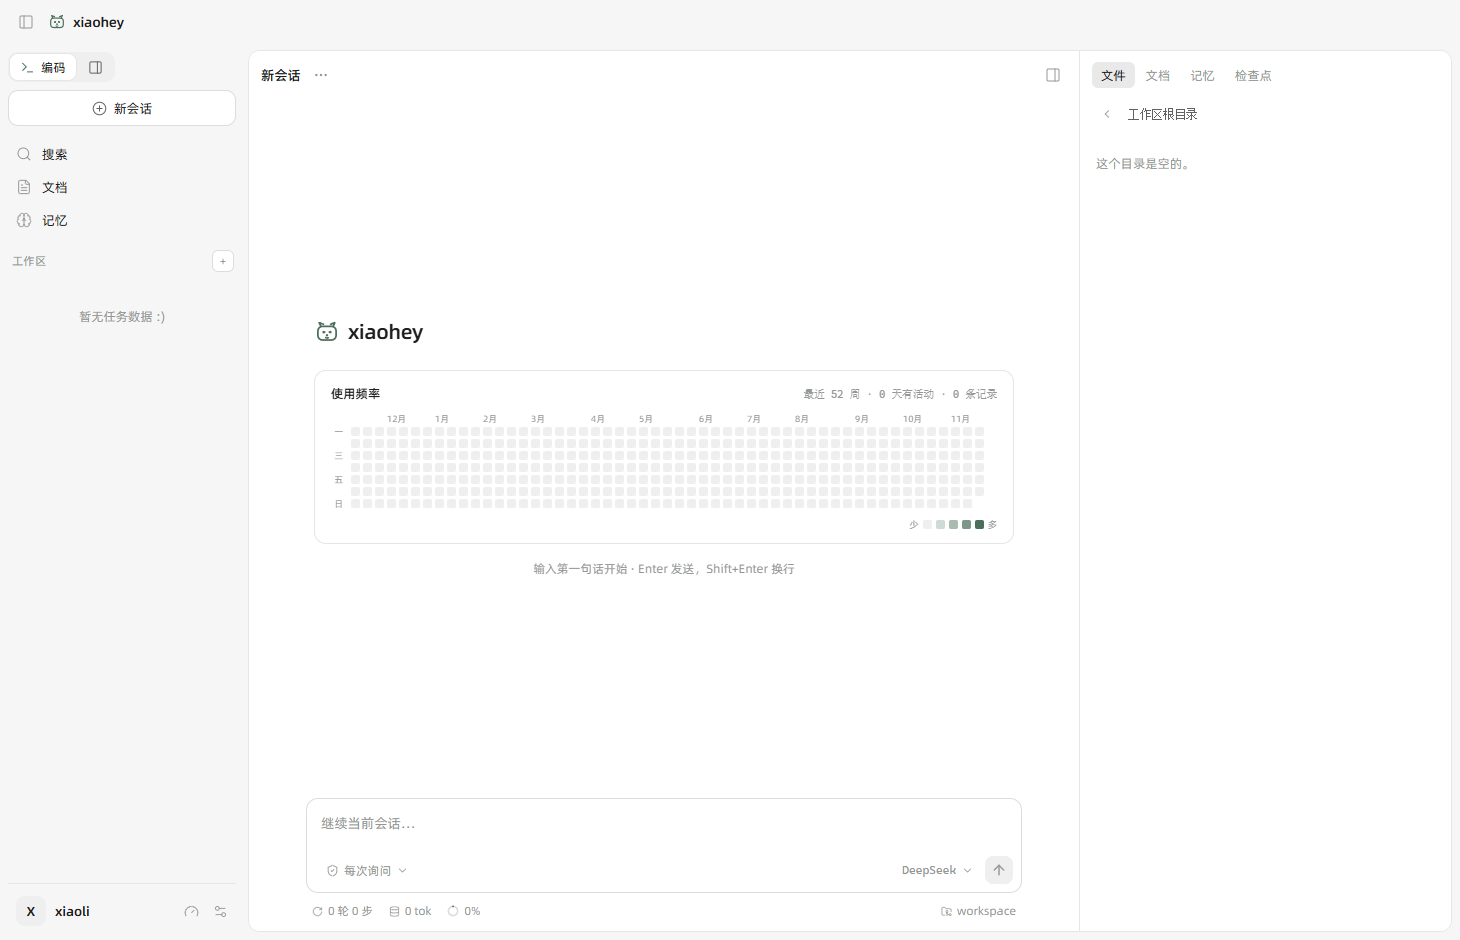 xiaohey
编码
新会话
搜索
文档
记忆
工作区
+
暂无任务数据 :)
X xiaoli
新会话 ···
xiaohey
使用频率
最近 52 周 · 0 天有活动 · 0 条记录
12月 1月 2月 3月 4月 5月 6月 7月 8月 9月 10月 11月
一
三
五
日
少 多
输入第一句话开始 · Enter 发送，Shift+Enter 换行
继续当前会话...
每次询问
DeepSeek
0 轮 0 步 0 tok 0%
workspace
文件 文档 记忆 检查点
工作区根目录
这个目录是空的。